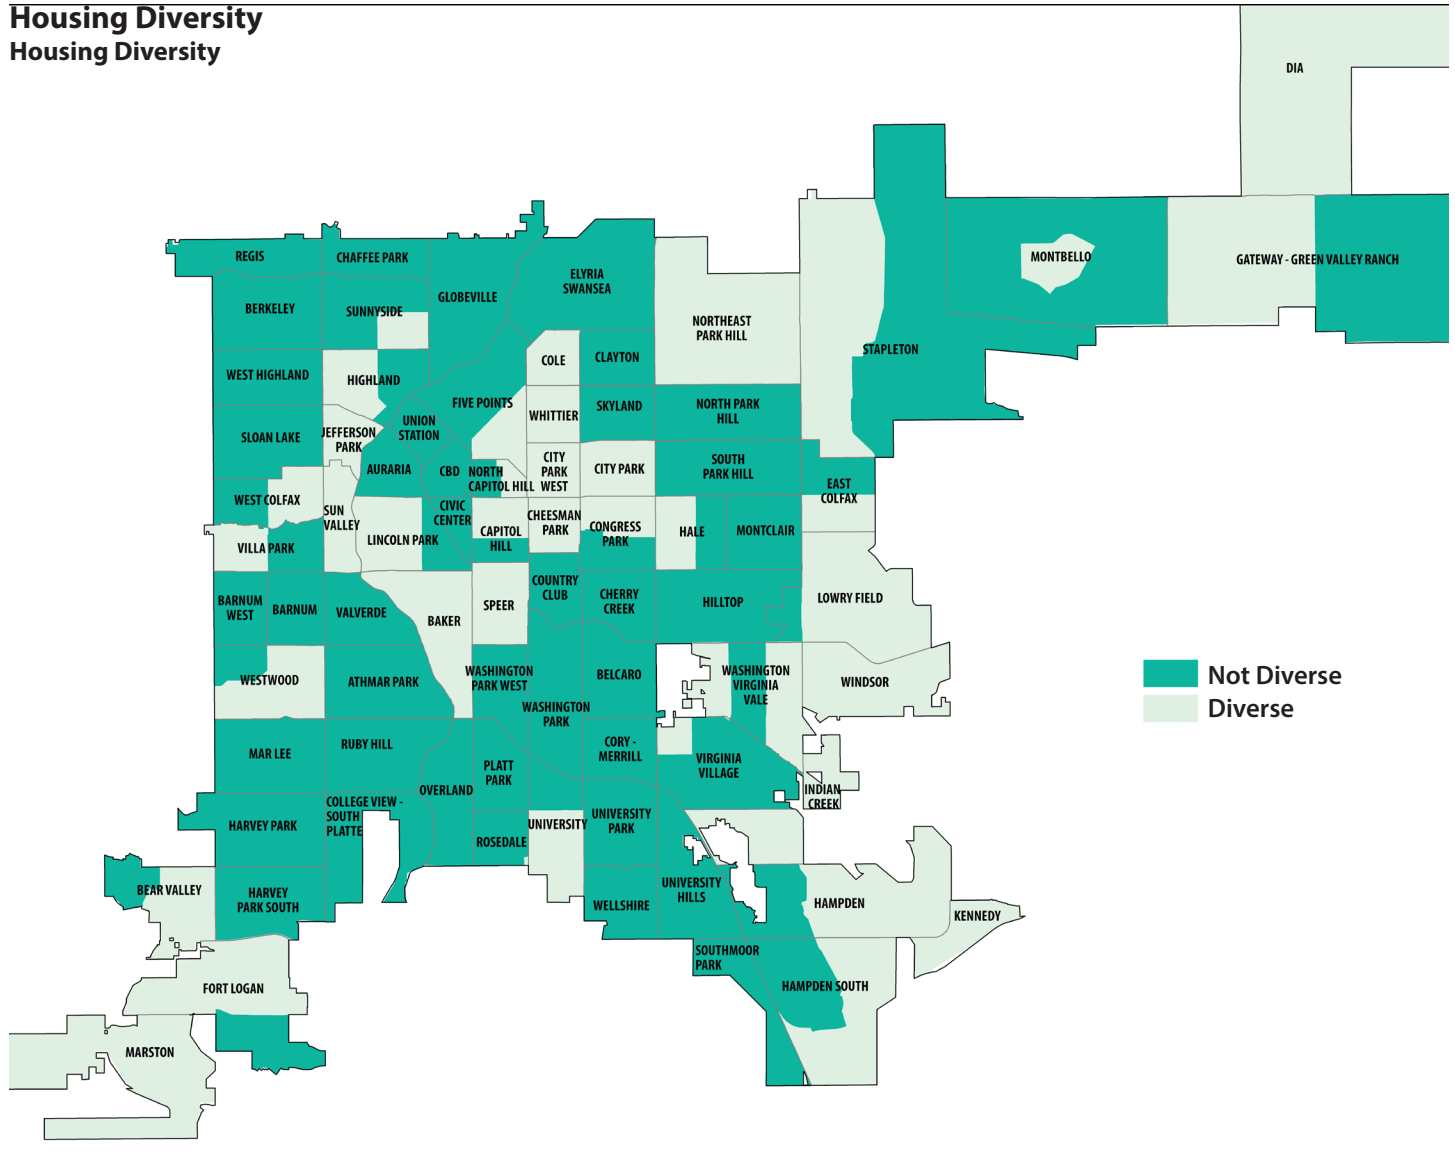 Housing Diversity
Housing Diversity
DIA
REGIS
CHAFFEE PARK
ELYRIA
SWANSEA
MONTBELLO
GATEWAY - GREEN VALLEY RANCH
GLOBEVILLE
BERKELEY
SUNNYSIDE
NORTHEAST
PARK HILL
STAPLETON
COLE
CLAYTON
WEST HIGHLAND
HIGHLAND
FIVE POINTS
WHITTIER
SKYLAND
NORTH PARK
HILL
UNION
STATION
SLOAN LAKE
JEFFERSON
PARK
AURARIA
CBD
NORTH
CAPITOL HILL
CITY
PARK
WEST
CITY PARK
SOUTH
PARK HILL
EAST
COLFAX
WEST COLFAX
SUN
VALLEY
CIVIC
CENTER
CAPITOL
HILL
CHEESMAN
PARK
CONGRESS
PARK
HALE
MONTCLAIR
LINCOLN PARK
VILLA PARK
BARNUM
WEST
BARNUM
VALVERDE
BAKER
SPEER
COUNTRY
CLUB
CHERRY
CREEK
HILLTOP
LOWRY FIELD
WESTWOOD
ATHMAR PARK
WASHINGTON
PARK WEST
WASHINGTON
PARK
BELCARO
WASHINGTON
VIRGINIA
VALE
WINDSOR
Not Diverse
Diverse
MAR LEE
RUBY HILL
PLATT
PARK
CORY -
MERRILL
VIRGINIA
VILLAGE
OVERLAND
INDIAN
CREEK
HARVEY PARK
COLLEGE VIEW -
SOUTH
PLATTE
ROSEDALE
UNIVERSITY
UNIVERSITY
PARK
BEAR VALLEY
HARVEY
PARK SOUTH
WELLSHIRE
UNIVERSITY
HILLS
HAMPDEN
KENNEDY
SOUTHMOOR
PARK
HAMPDEN SOUTH
FORT LOGAN
MARSTON